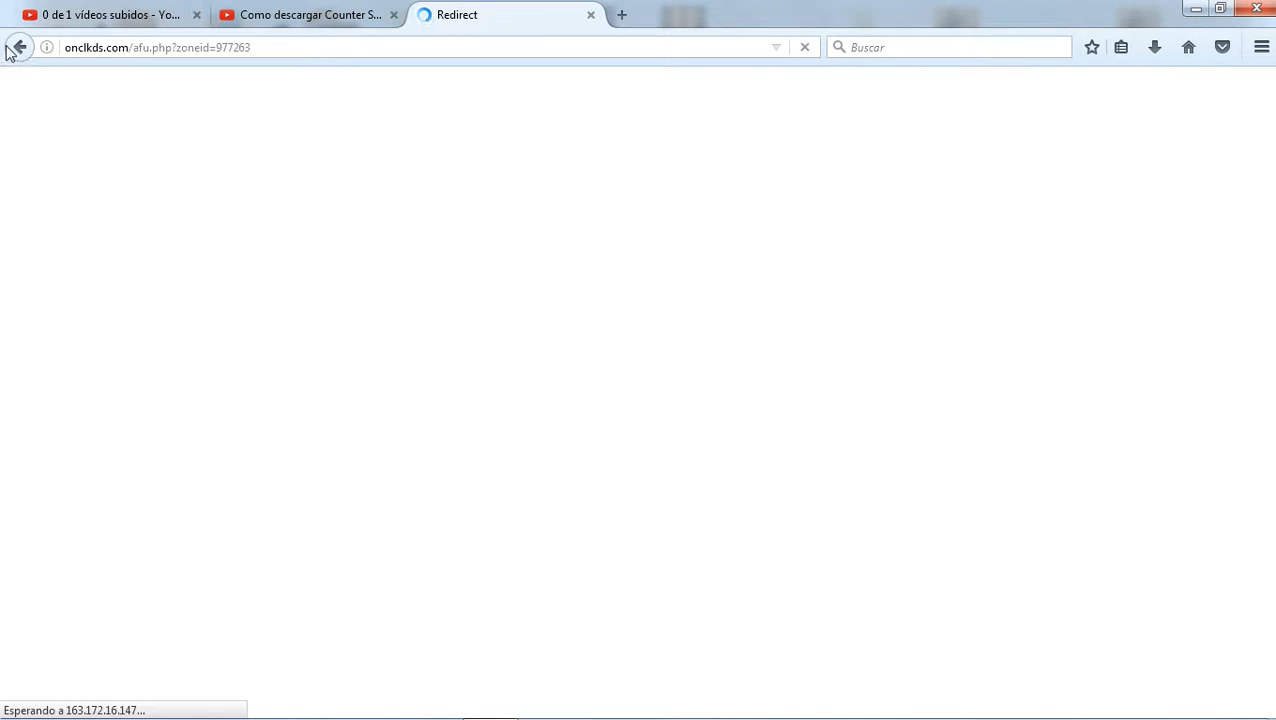 0 de 1 vídeos subidos - Yo...
Como descargar Counter S...
Redirect
onclkds.com/afu.php?zoneid=977263
Buscar
Esperando a 163.172.16.147...